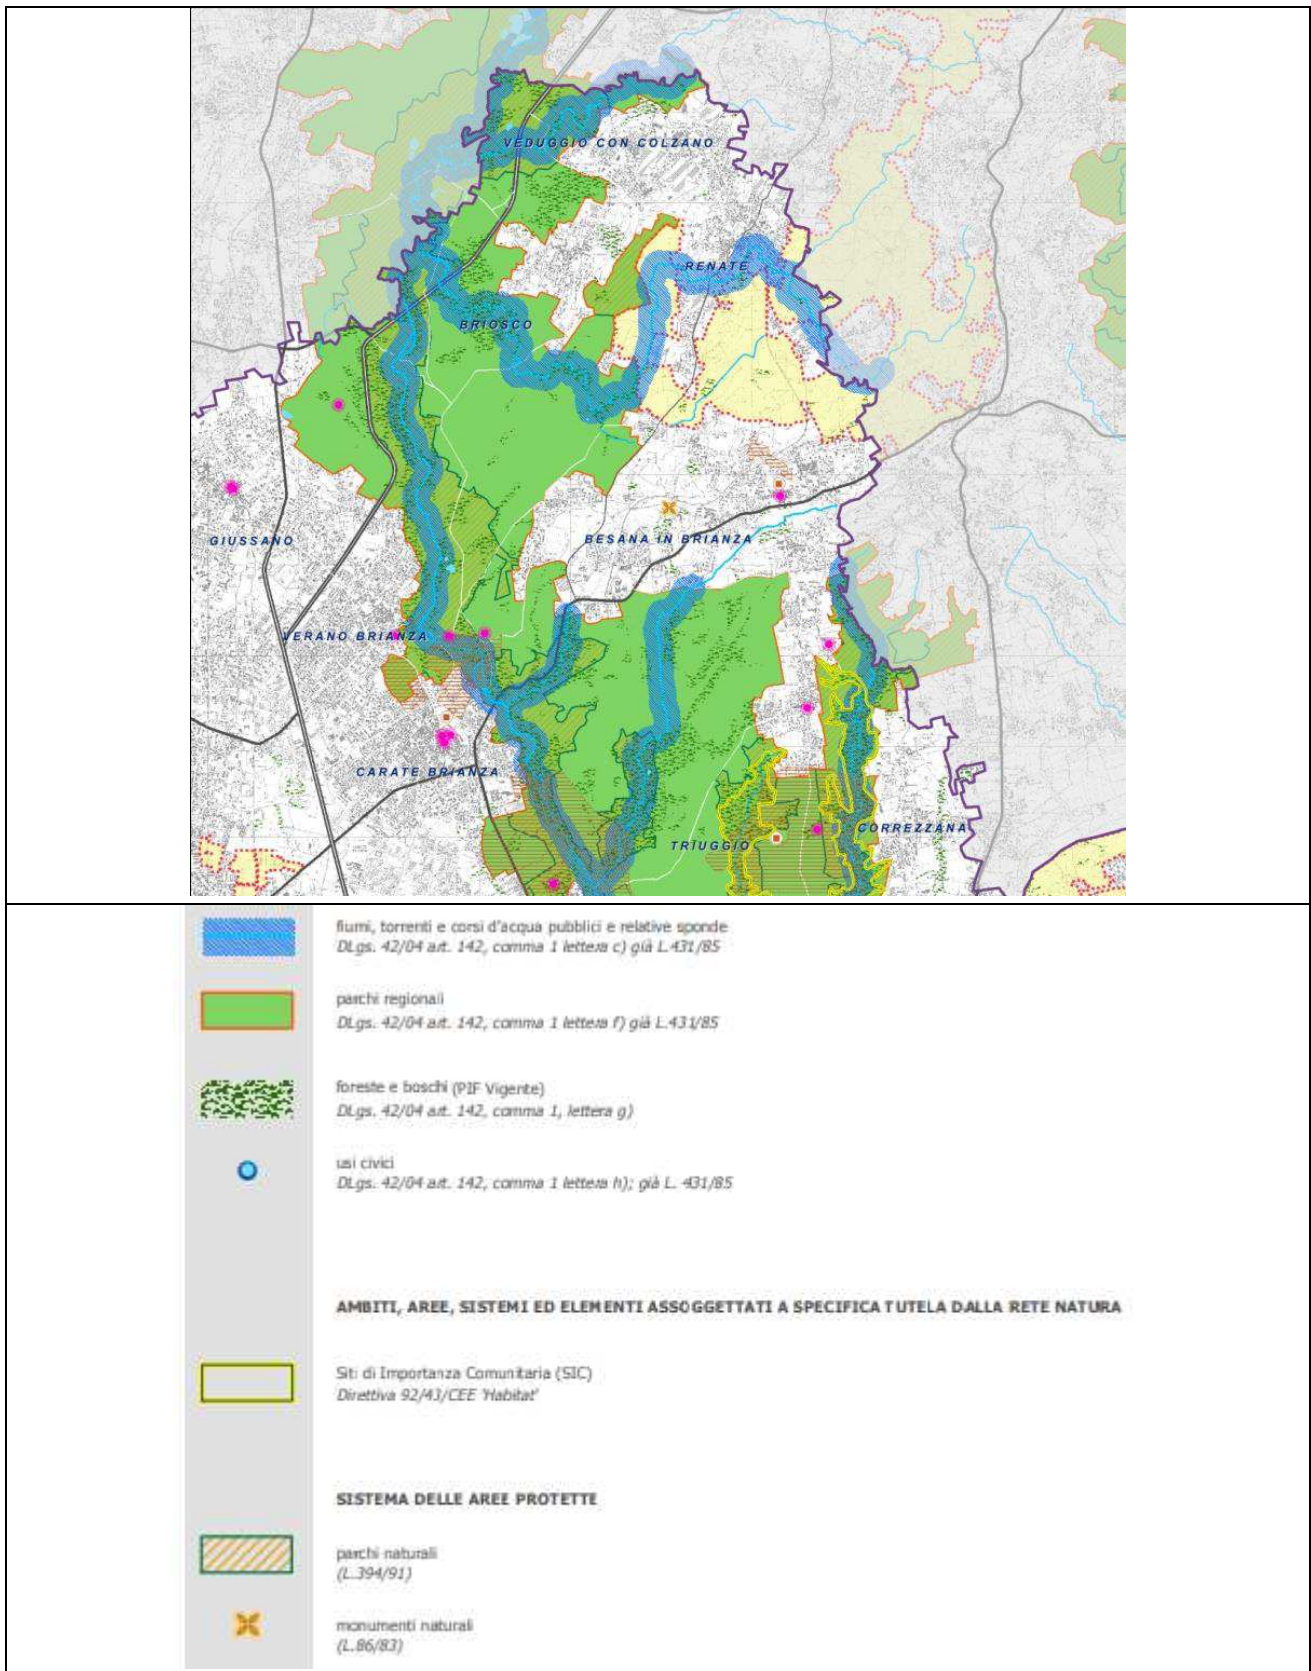 VEDUGGIO CON COLZANO
RENATE
BRIOSCO
GIUSSANO
BESANA IN BRIANZA
VERANO BRIANZA
CARATE BRIANZA
TRIUGGIO
CORREZZANA
fiumi, torrenti e corsi d'acqua pubblici e relative sponde
DLgs. 42/04 art. 142, comma 1 lettera c) già L.431/85
parchi regionali
DLgs. 42/04 art. 142, comma 1 lettera f) già L.431/85
foreste e boschi (PIF Vigente)
DLgs. 42/04 art. 142, comma 1, lettera g)
usi civici
DLgs. 42/04 art. 142, comma 1 lettera h); già L. 431/85
AMBITI, AREE, SISTEMI ED ELEMENTI ASSOGGETTATI A SPECIFICA TUTELA DALLA RETE NATURA
Siti di Importanza Comunitaria (SIC)
Direttiva 92/43/CEE 'Habitat'
SISTEMA DELLE AREE PROTETTE
parchi naturali
(L.394/91)
monumenti naturali
(L.86/83)